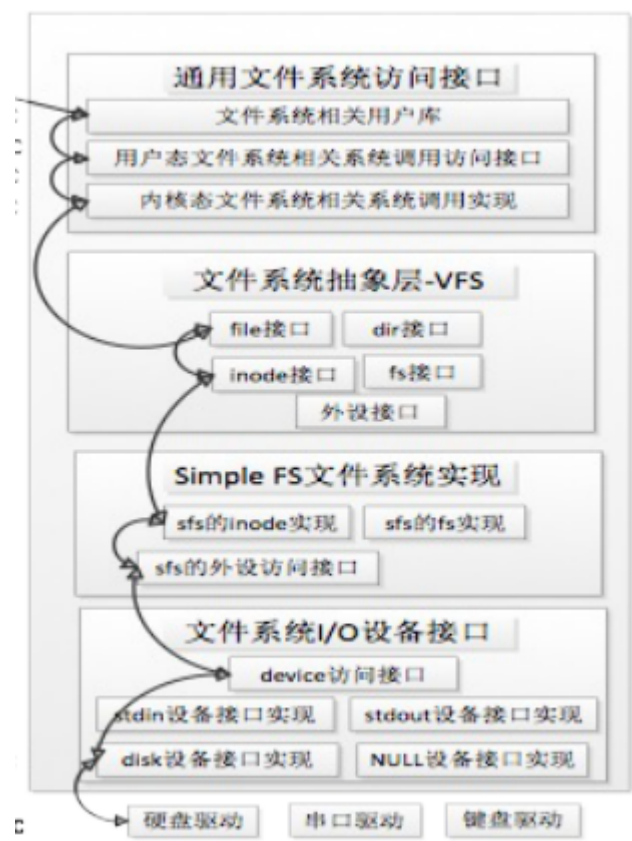 通用文件系统访问接口
文件系统相关用户库
用户态文件系统相关系统调用访问接口
内核态文件系统相关系统调用实现
文件系统抽象层-VFS
file接口 dir接口
inode接口 fs接口
外设接口
Simple FS文件系统实现
sfs的inode实现 sfs的fs实现
sfs的外设访问接口
文件系统I/O设备接口
device访问接口
stdin设备接口实现 stdout设备接口实现
disk设备接口实现 NULL设备接口实现
硬盘驱动 串口驱动 键盘驱动